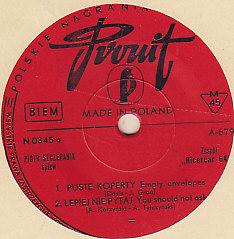 POLSKIE NAGRANIA
Pronit
M
45
BIEM
MADE IN POLAND
N 0345 a
A-679
PIOTR SZCZEPANIK
śpiew
Zespół
"Ricercar 64"
1. PUSTE KOPERTY Empty envelopes
2. LEPIEJ NIE PYTAJ You should not ask
(A. Korzyński - A. Tylczyński)